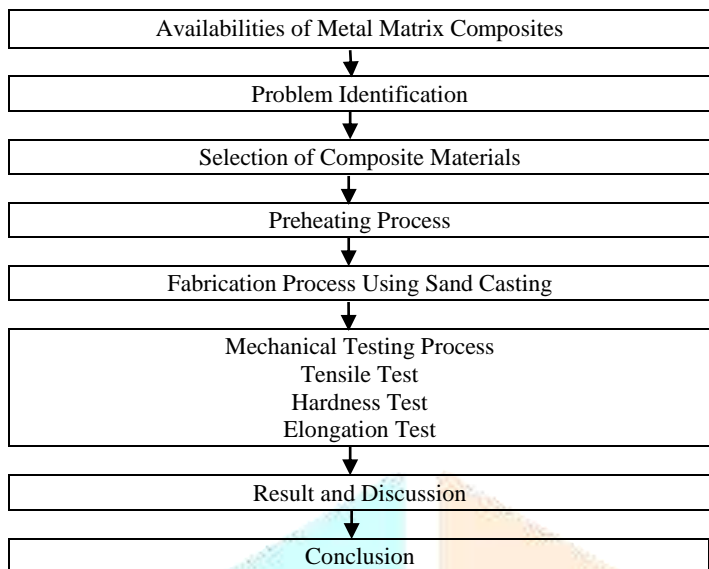 Availabilities of Metal Matrix Composites
Problem Identification
Selection of Composite Materials
Preheating Process
Fabrication Process Using Sand Casting
Mechanical Testing Process
Tensile Test
Hardness Test
Elongation Test
Result and Discussion
Conclusion